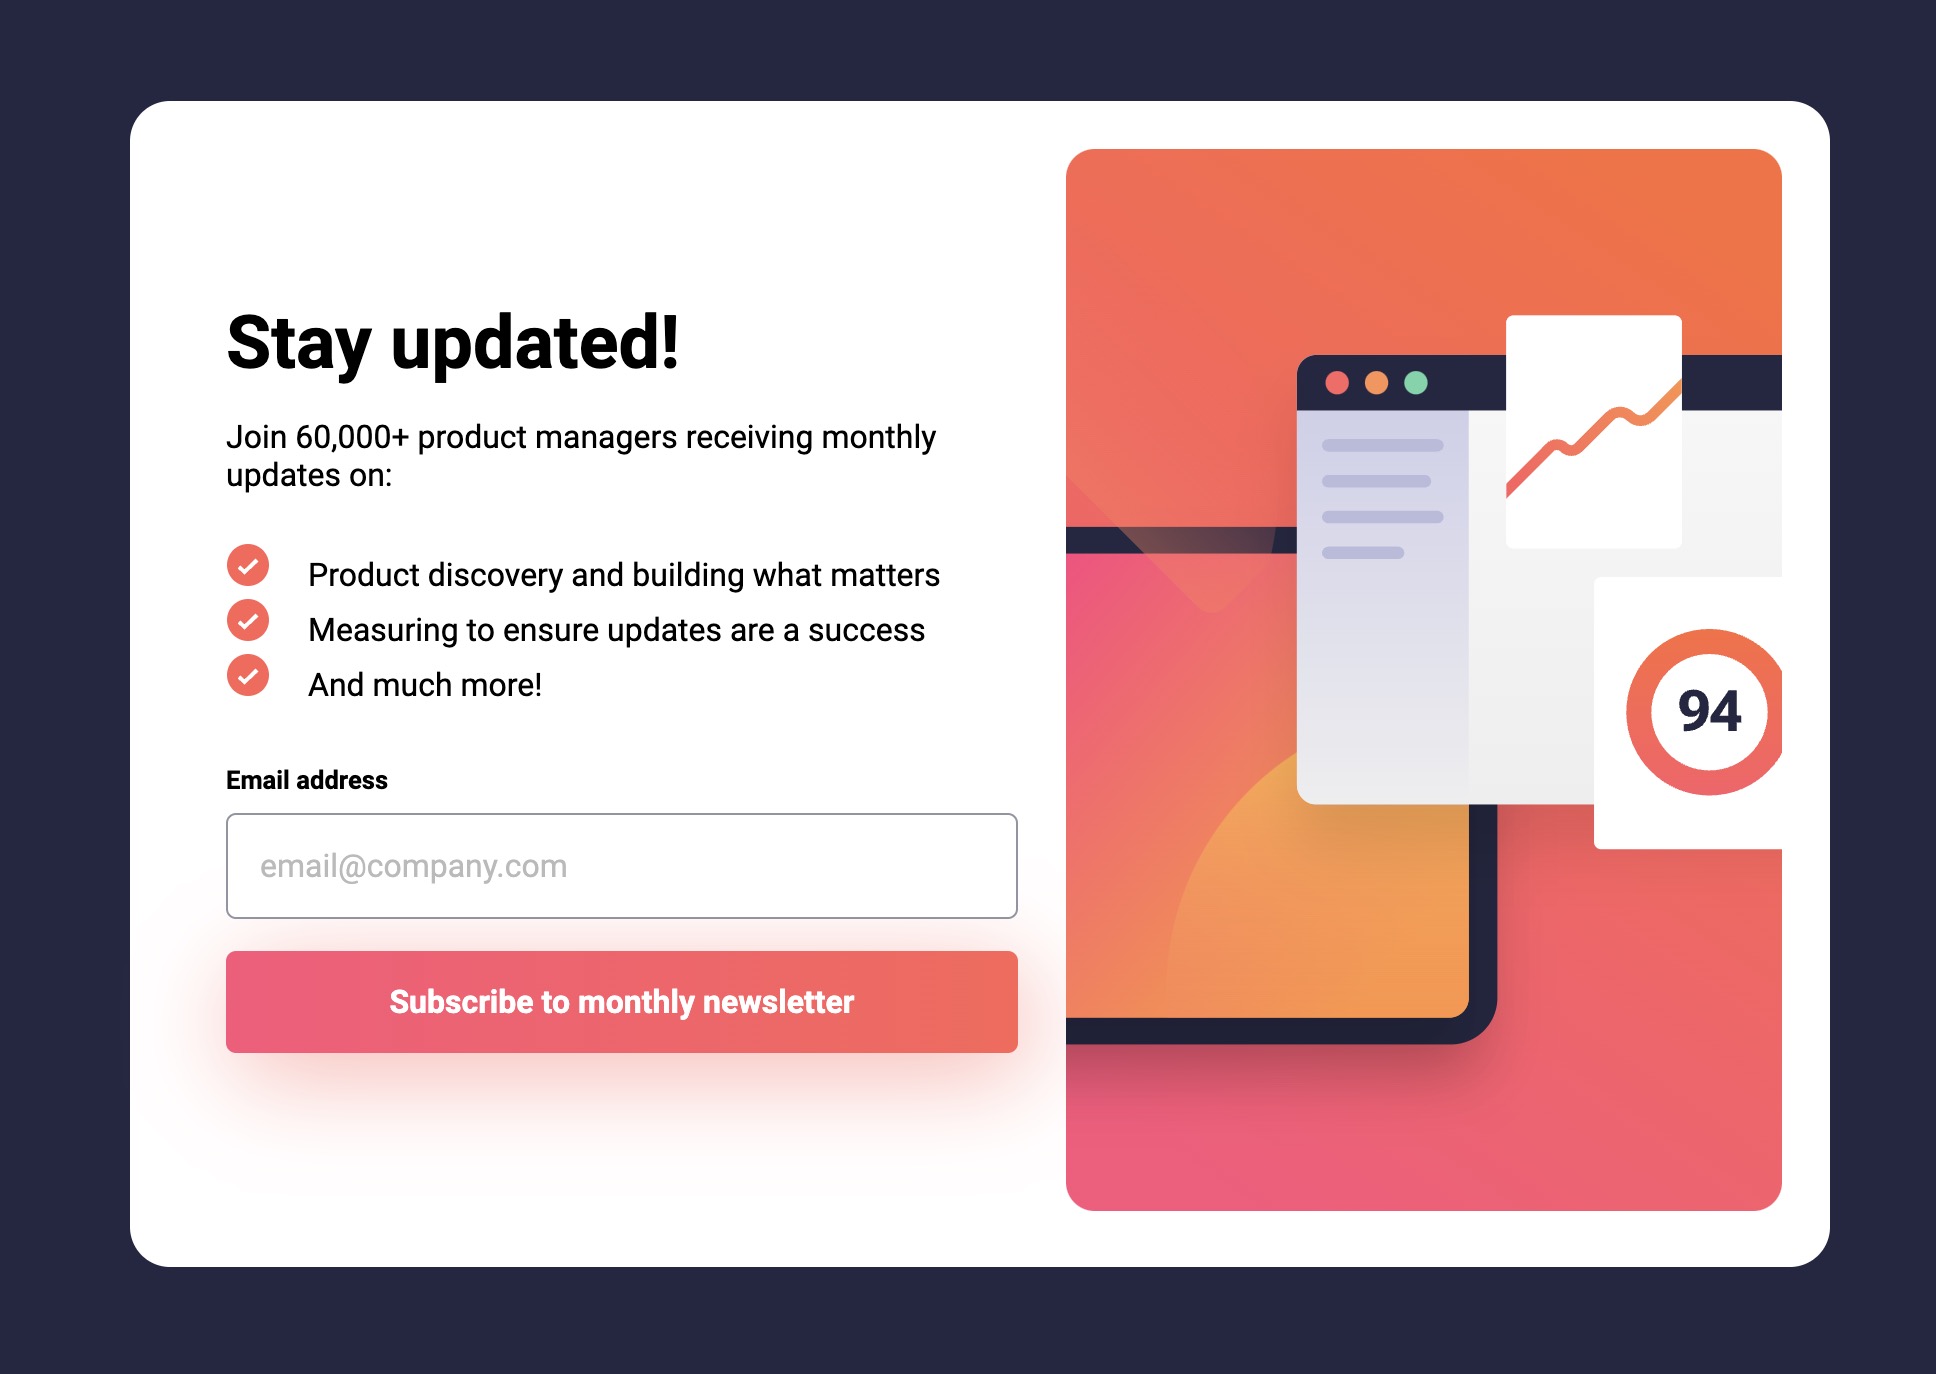 Stay updated!
Join 60,000+ product managers receiving monthly
updates on:
Product discovery and building what matters
Measuring to ensure updates are a success
And much more!
Email address
email@company.com
Subscribe to monthly newsletter
94